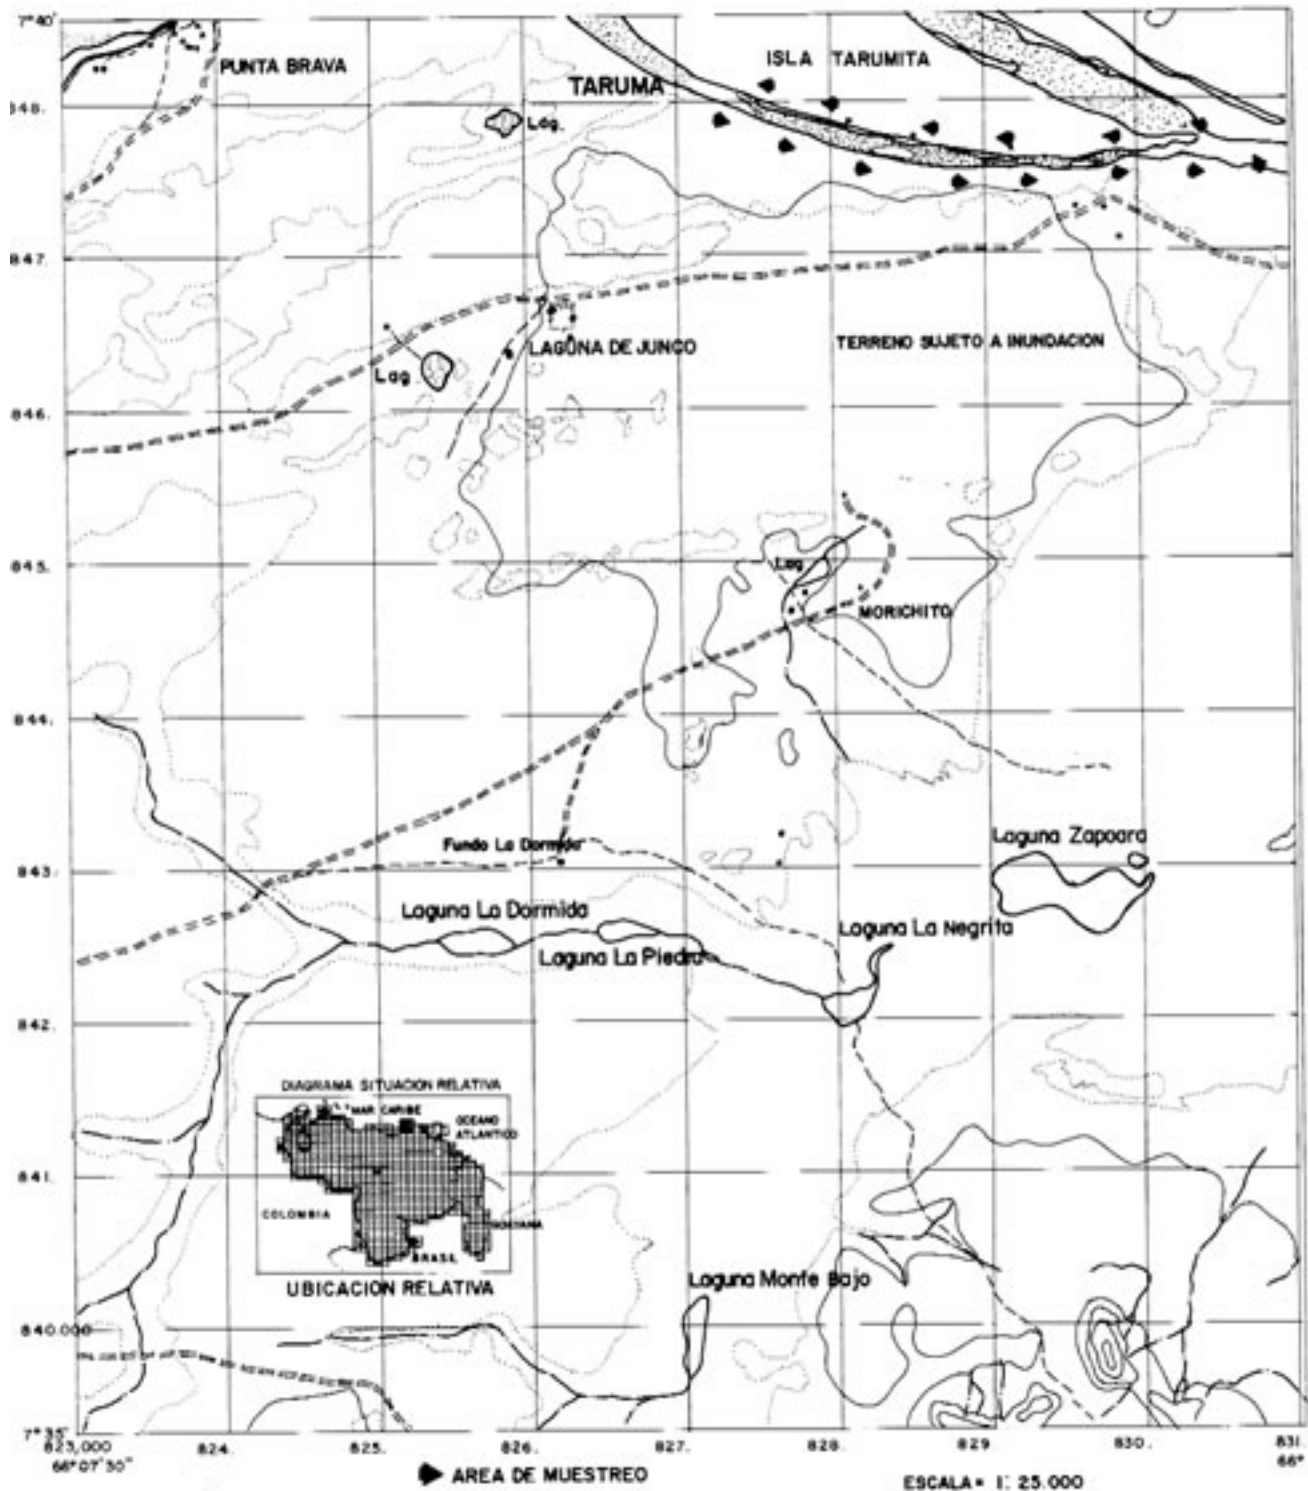 7°40'
PUNTA BRAVA
ISLA TARUMITA
TARUMA
848.
Lag.
847.
LAGUNA DE JUNCO
TERRENO SUJETO A INUNDACION
Lag
846.
845.
Lag
MORICHITO
844.
Laguna Zapoara
Fundo La Dormida
843.
Laguna La Dormida
Laguna La Negrita
Laguna La Piedra
842.
DIAGRAMA SITUACION RELATIVA
MAR CARIBE
OCEANO
ATLANTICO
841.
COLOMBIA
GUAYANA
BRASIL
Laguna Monte Bajo
UBICACION RELATIVA
840.000
7°35'
823,000
824.
825.
826.
827.
828.
829
830.
831.
66°07'30"
66°
AREA DE MUESTREO
ESCALA = 1: 25.000